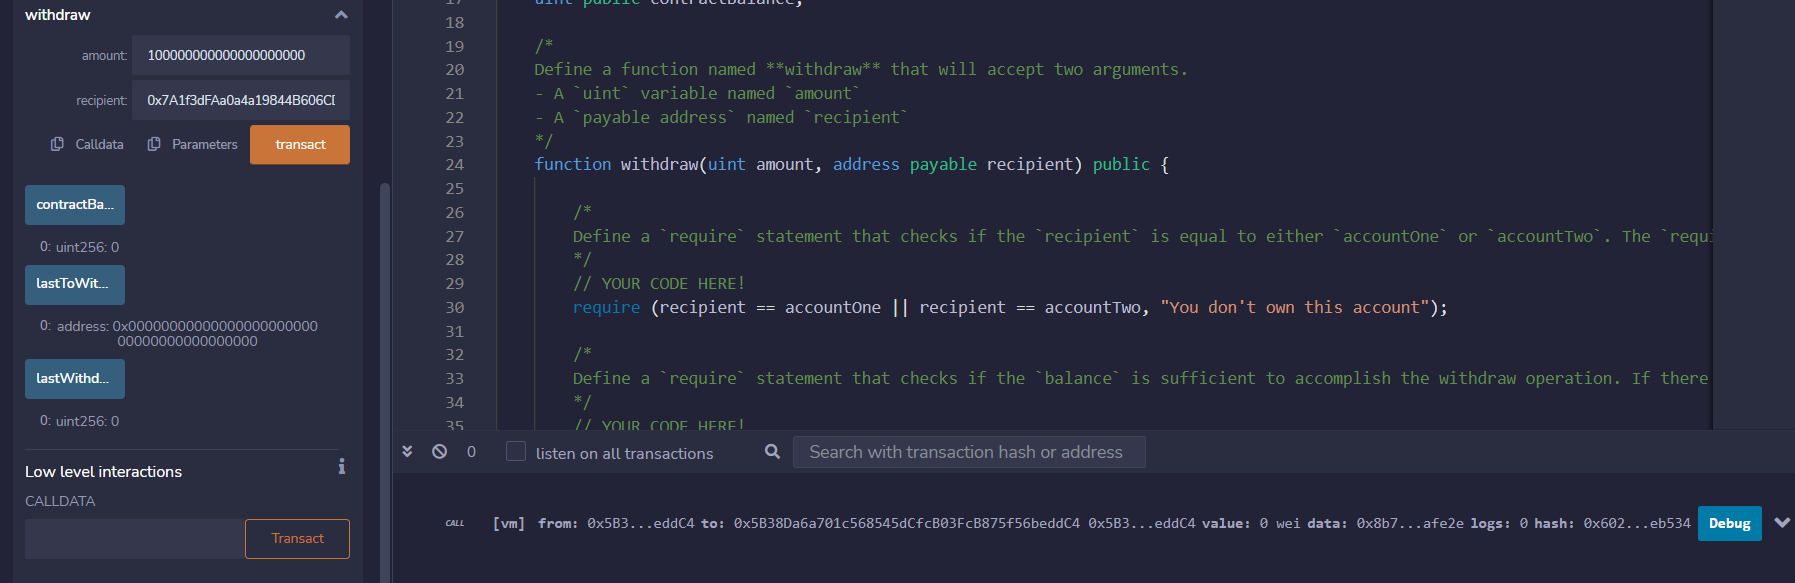 withdraw
amount: 100000000000000000000
recipient: 0x7A1f3dFAa0a4a19844B606CI
Calldata Parameters transact
contractBa...
0: uint256: 0
lastToWit...
0: address: 0x00000000000000000000000
00000000000000000
lastWithd...
0: uint256: 0
Low level interactions
CALLDATA
Transact
17 uint public contractBalance;
18
19 /*
20 Define a function named **withdraw** that will accept two arguments.
21 - A `uint` variable named `amount`
22 - A `payable address` named `recipient`
23 */
24 function withdraw(uint amount, address payable recipient) public {
25
26 /*
27 Define a `require` statement that checks if the `recipient` is equal to either `accountOne` or `accountTwo`. The `requi
28 */
29 // YOUR CODE HERE!
30 require (recipient == accountOne || recipient == accountTwo, "You don't own this account");
31
32 /*
33 Define a `require` statement that checks if the `balance` is sufficient to accomplish the withdraw operation. If there
34 */
35 // YOUR CODE HERE!
0 listen on all transactions Search with transaction hash or address
CALL [vm] from: 0x5B3...eddC4 to: 0x5B38Da6a701c568545dCfcB03FcB875f56beddC4 0x5B3...eddC4 value: 0 wei data: 0x8b7...afe2e logs: 0 hash: 0x602...eb534 Debug